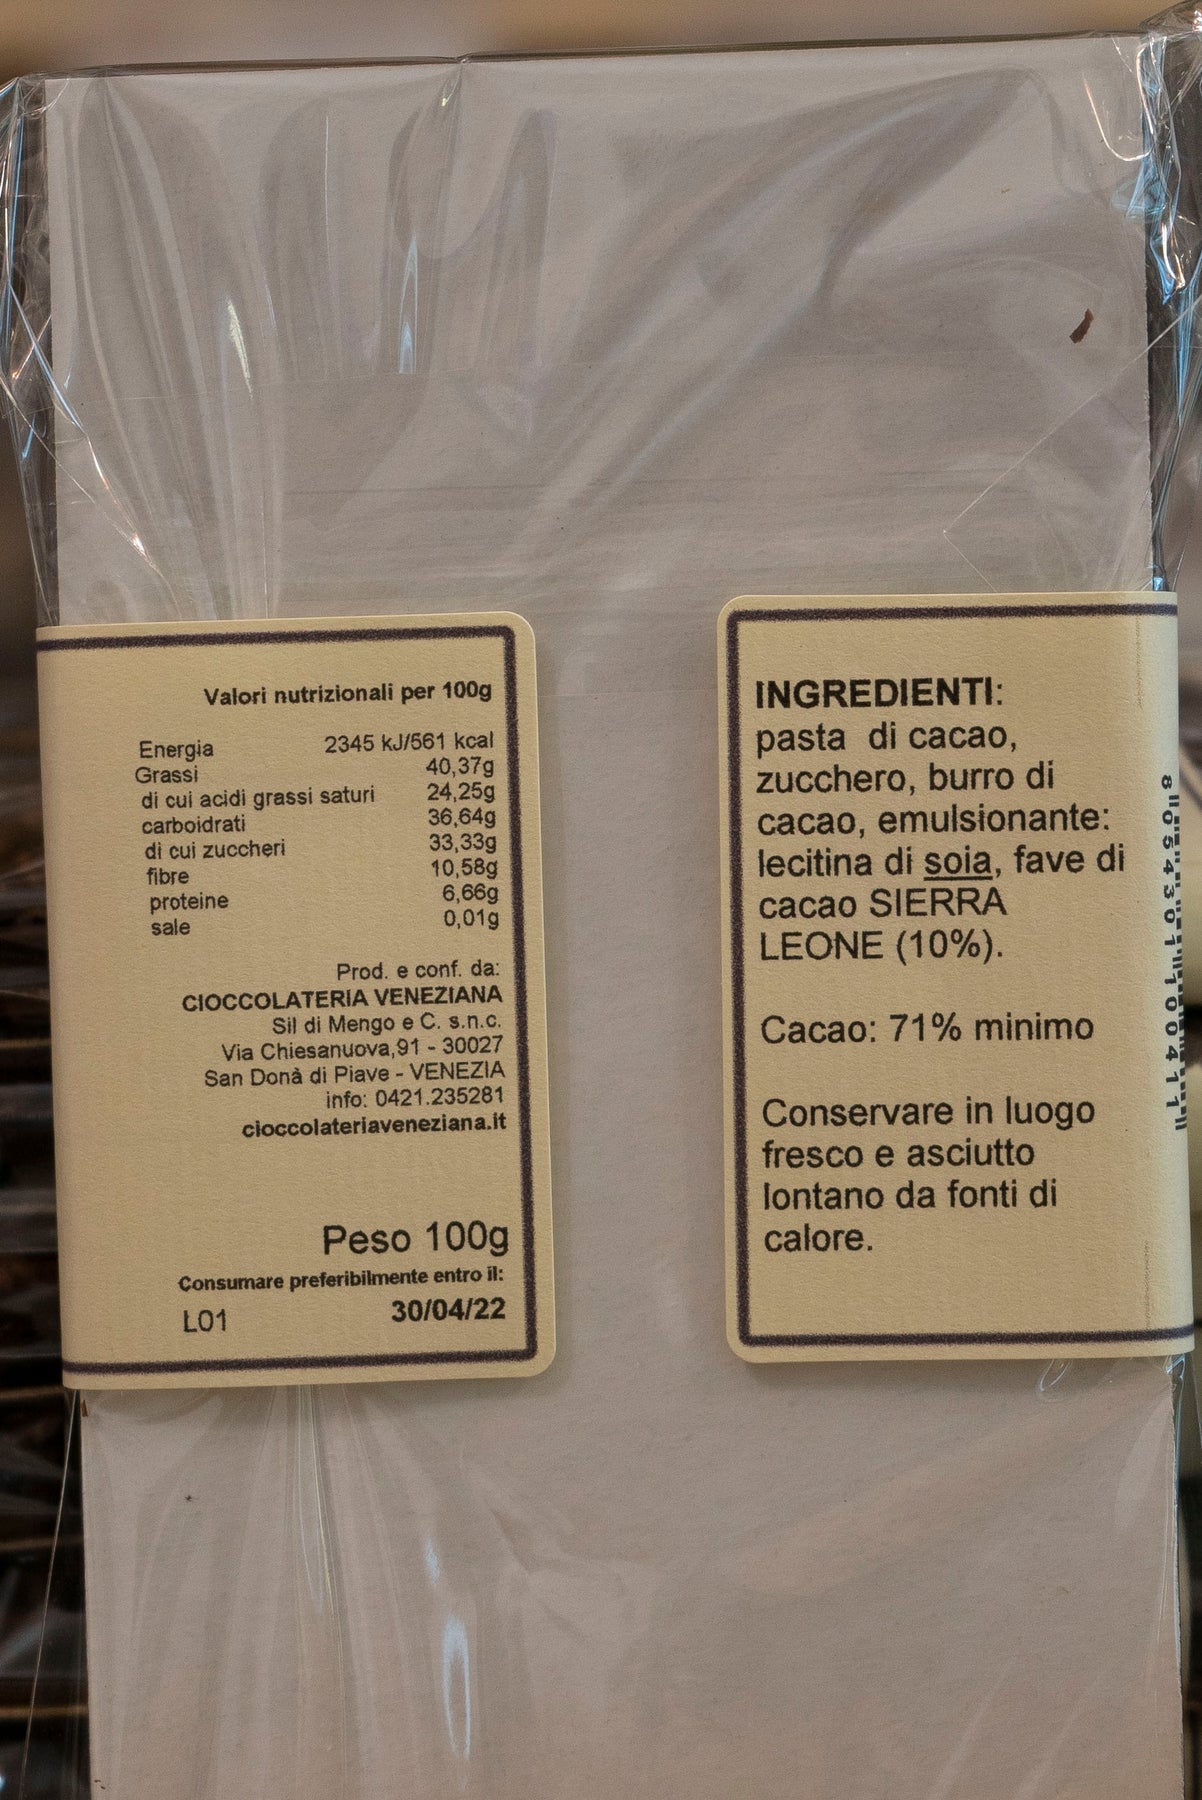 Valori nutrizionali per 100g
Energia 2345 kJ/561 kcal
Grassi 40,37g
di cui acidi grassi saturi 24,25g
carboidrati 36,64g
di cui zuccheri 33,33g
fibre 10,58g
proteine 6,66g
sale 0,01g
Prod. e conf. da:
CIOCCOLATERIA VENEZIANA
Sil di Mengo e C. s.n.c.
Via Chiesanuova,91 - 30027
San Donà di Piave - VENEZIA
info: 0421.235281
cioccolateriaveneziana.it
Peso 100g
Consumare preferibilmente entro il:
L01 30/04/22
INGREDIENTI:
pasta di cacao,
zucchero, burro di
cacao, emulsionante:
lecitina di soia, fave di
cacao SIERRA
LEONE (10%).
Cacao: 71% minimo
Conservare in luogo
fresco e asciutto
lontano da fonti di
calore.